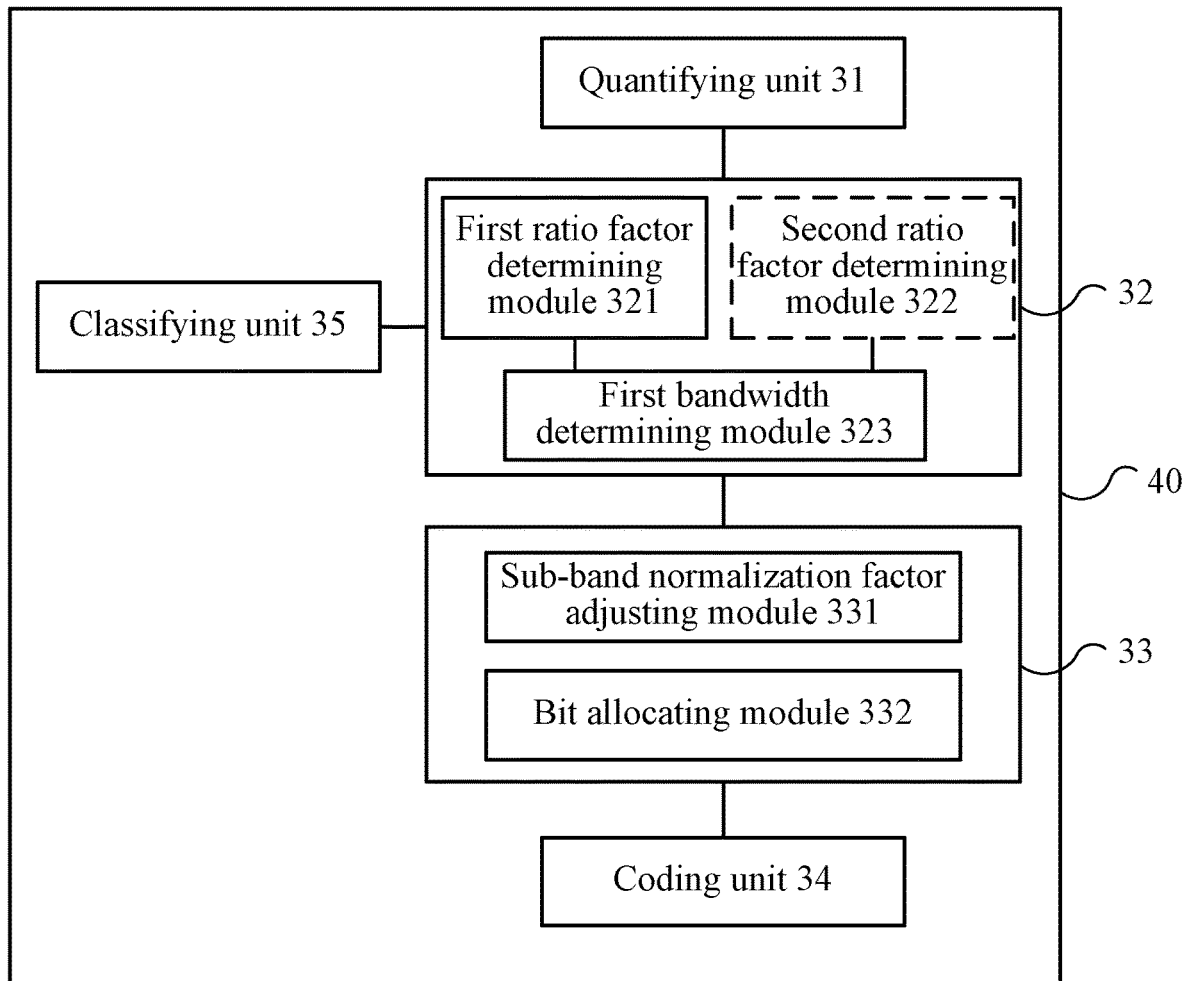 Quantifying unit 31
First ratio factor
determining
module 321
Second ratio
factor determining
module 322
32
Classifying unit 35
First bandwidth
determining module 323
40
Sub-band normalization factor
adjusting module 331
33
Bit allocating module 332
Coding unit 34